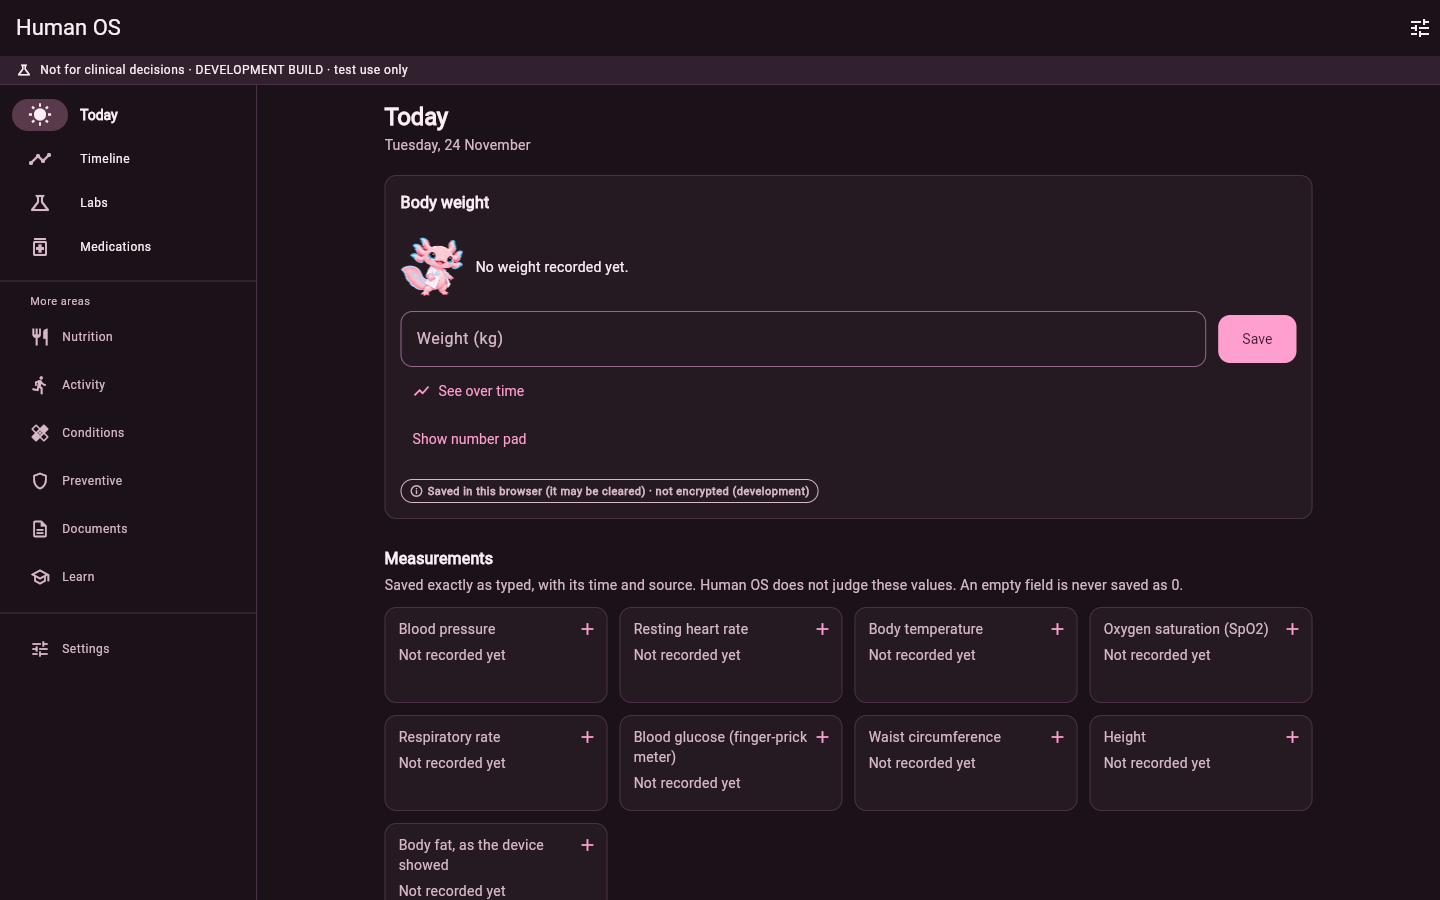 Human OS
Not for clinical decisions · DEVELOPMENT BUILD · test use only
Today
Timeline
Labs
Medications
More areas
Nutrition
Activity
Conditions
Preventive
Documents
Learn
Settings
Today
Tuesday, 24 November
Body weight
No weight recorded yet.
Weight (kg)
Save
See over time
Show number pad
Saved in this browser (it may be cleared) · not encrypted (development)
Measurements
Saved exactly as typed, with its time and source. Human OS does not judge these values. An empty field is never saved as 0.
Blood pressure
Not recorded yet
Resting heart rate
Not recorded yet
Body temperature
Not recorded yet
Oxygen saturation (SpO2)
Not recorded yet
Respiratory rate
Not recorded yet
Blood glucose (finger-prick
meter)
Not recorded yet
Waist circumference
Not recorded yet
Height
Not recorded yet
Body fat, as the device
showed
Not recorded yet